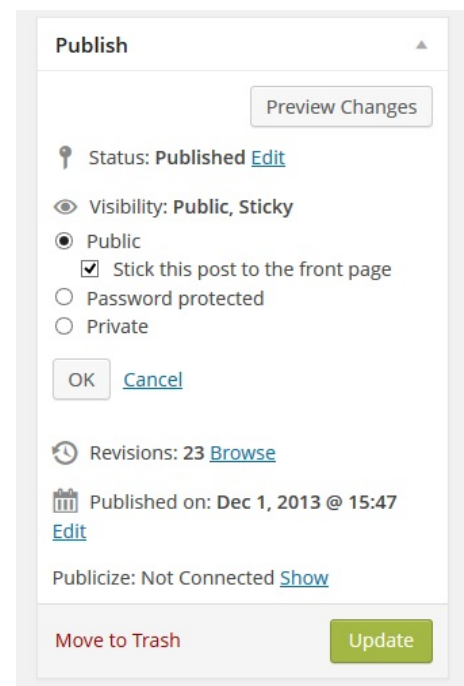 Publish
Preview Changes
Status: Published Edit
Visibility: Public, Sticky
Public
Stick this post to the front page
Password protected
Private
OK Cancel
Revisions: 23 Browse
Published on: Dec 1, 2013 @ 15:47
Edit
Publicize: Not Connected Show
Move to Trash Update